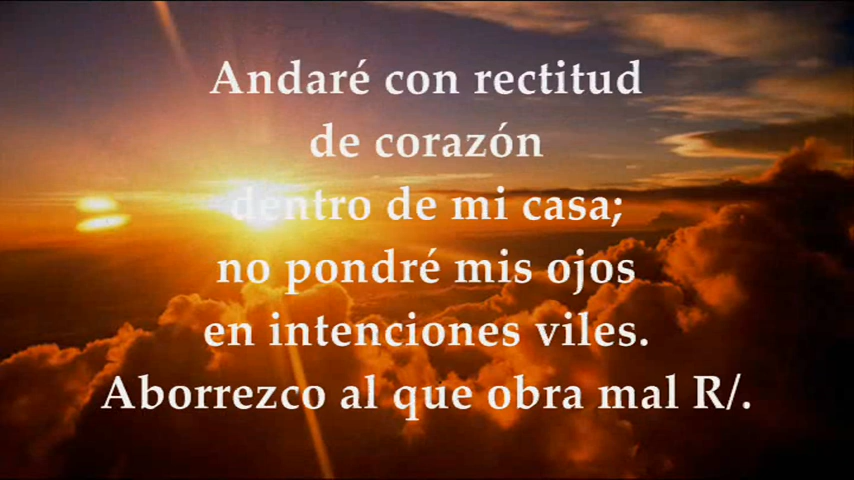 Andaré con rectitud
de corazón
dentro de mi casa;
no pondré mis ojos
en intenciones viles.
Aborrezco al que obra mal R/.